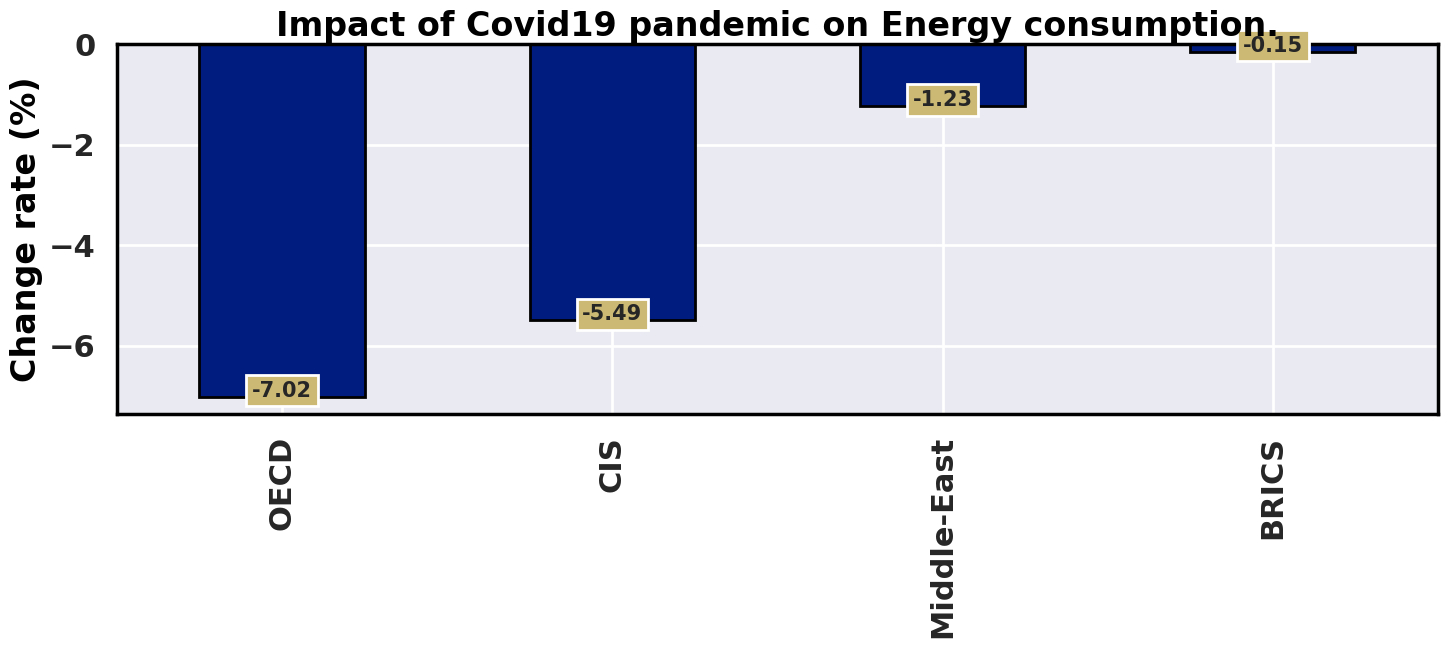 Impact of Covid19 pandemic on Energy consumption.
Change rate (%)
0
−2
−4
−6
-7.02
-5.49
-1.23
-0.15
OECD
CIS
Middle-East
BRICS